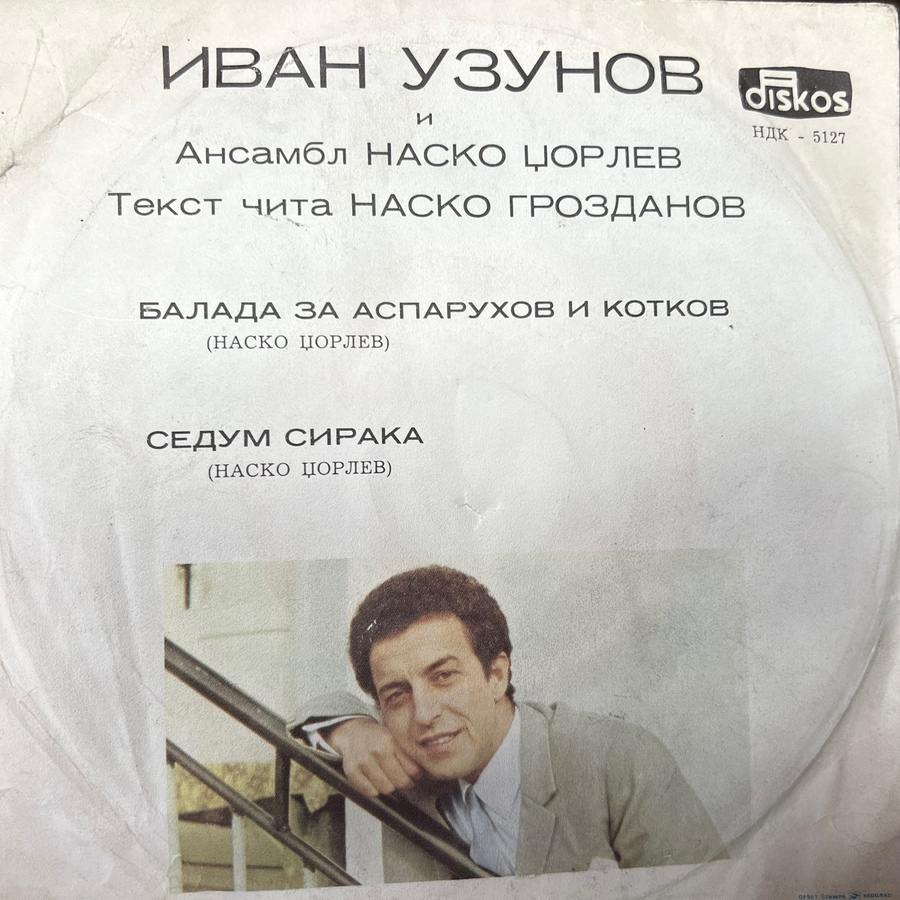 ИВАН УЗУНОВ
diskos
НДК - 5127
и
Ансамбл НАСКО ЏОРЛЕВ
Текст чита НАСКО ГРОЗДАНОВ
БАЛАДА ЗА АСПАРУХОВ И КОТКОВ
(НАСКО ЏОРЛЕВ)
СЕДУМ СИРАКА
(НАСКО ЏОРЛЕВ)
BEOGRAD